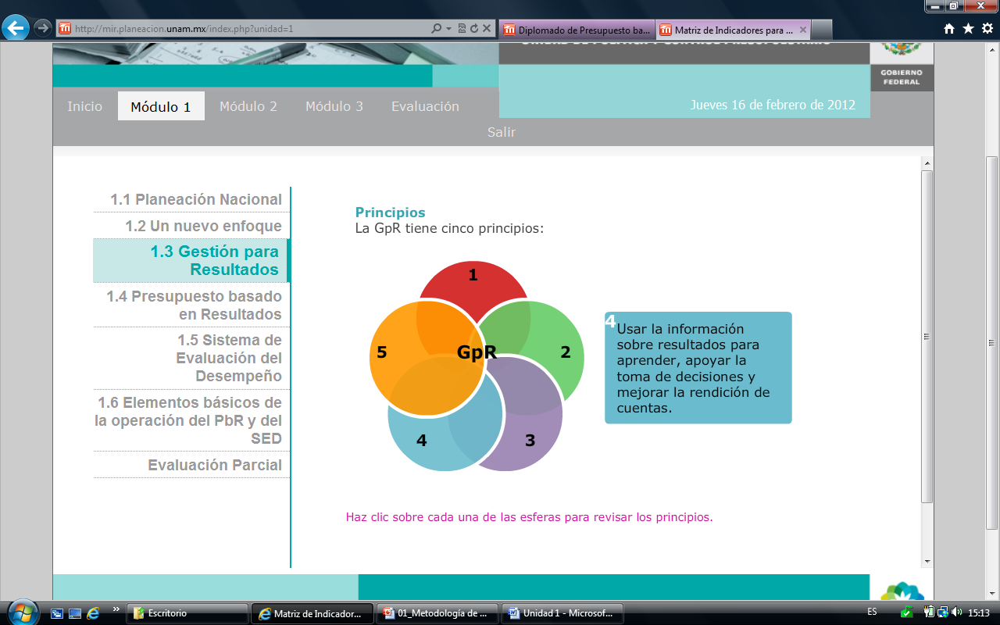 http://mir.planeacion.unam.mx/index.php?unidad=1
Diplomado de Presupuesto ba...
Matriz de Indicadores para ...
GOBIERNO
FEDERAL
Inicio
Módulo 1
Módulo 2
Módulo 3
Evaluación
Jueves 16 de febrero de 2012
Salir
1.1 Planeación Nacional
1.2 Un nuevo enfoque
1.3 Gestión para
Resultados
1.4 Presupuesto basado
en Resultados
1.5 Sistema de
Evaluación del
Desempeño
1.6 Elementos básicos de
la operación del PbR y del
SED
Evaluación Parcial
Principios
La GpR tiene cinco principios:
1
5
GpR
2
4
3
4
Usar la información
sobre resultados para
aprender, apoyar la
toma de decisiones y
mejorar la rendición de
cuentas.
Haz clic sobre cada una de las esferas para revisar los principios.
Escritorio
Matriz de Indicador...
01_Metodología de ...
Unidad 1 - Microsof...
ES
15:13